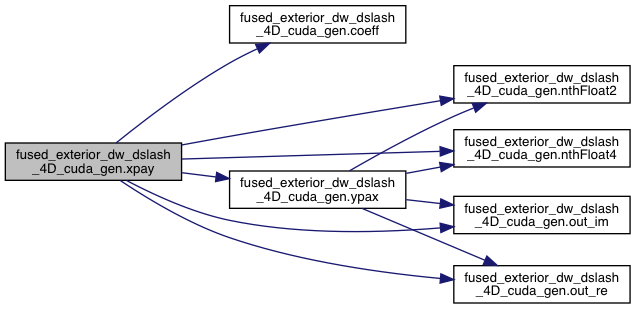 fused_exterior_dw_dslash
_4D_cuda_gen.coeff
fused_exterior_dw_dslash
_4D_cuda_gen.nthFloat2
fused_exterior_dw_dslash
_4D_cuda_gen.xpay
fused_exterior_dw_dslash
_4D_cuda_gen.nthFloat4
fused_exterior_dw_dslash
_4D_cuda_gen.ypax
fused_exterior_dw_dslash
_4D_cuda_gen.out_im
fused_exterior_dw_dslash
_4D_cuda_gen.out_re